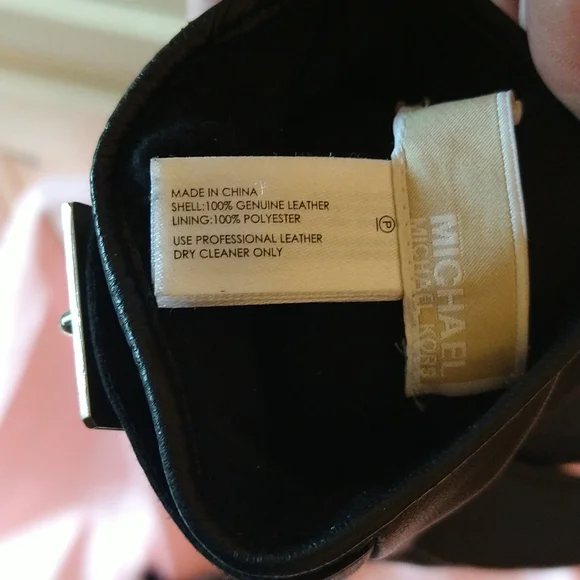 MADE IN CHINA
SHELL:100% GENUINE LEATHER
LINING:100% POLYESTER
USE PROFESSIONAL LEATHER
DRY CLEANER ONLY
P
MICHAEL
MICHAEL KORS